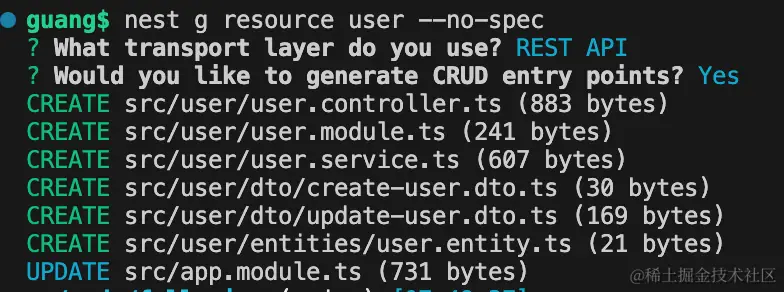 guang$ nest g resource user --no-spec
? What transport layer do you use? REST API
? Would you like to generate CRUD entry points? Yes
CREATE src/user/user.controller.ts (883 bytes)
CREATE src/user/user.module.ts (241 bytes)
CREATE src/user/user.service.ts (607 bytes)
CREATE src/user/dto/create-user.dto.ts (30 bytes)
CREATE src/user/dto/update-user.dto.ts (169 bytes)
CREATE src/user/entities/user.entity.ts (21 bytes)
UPDATE src/app.module.ts (731 bytes)
@稀土掘金技术社区